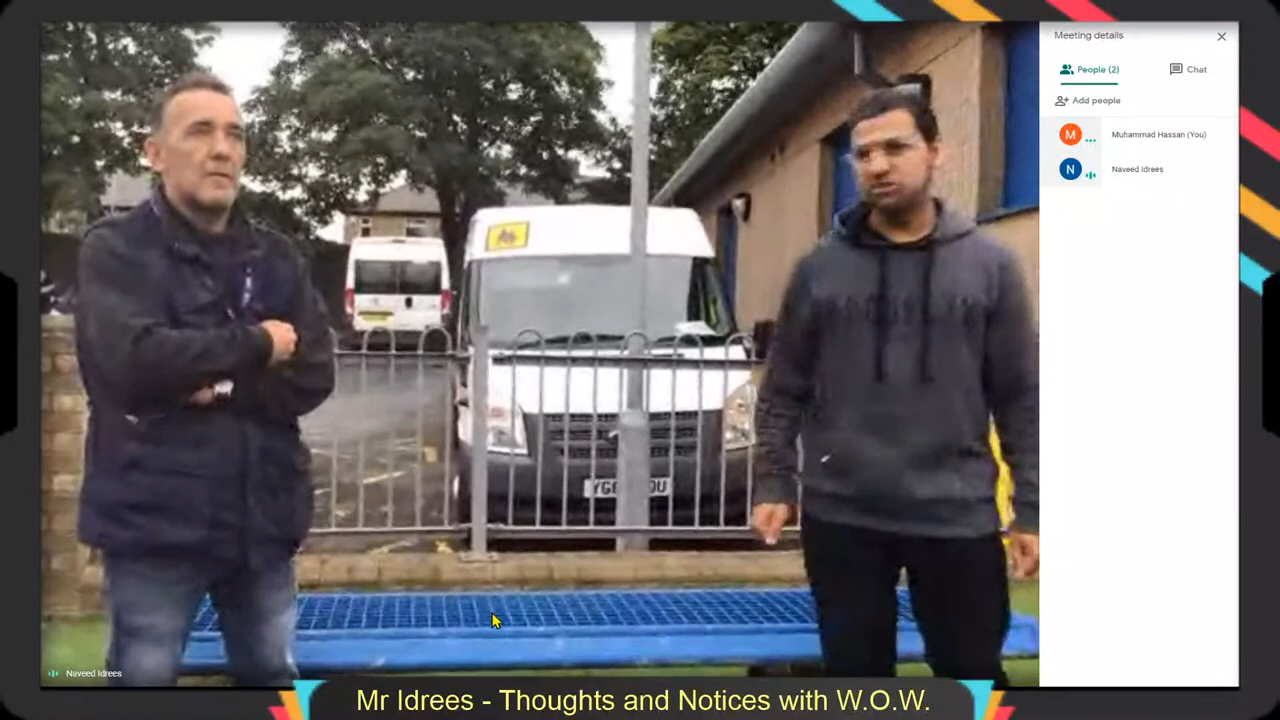 Meeting details
People (2)
Chat
Add people
M
Muhammad Hassan (You)
N
Naveed Idrees
Naveed Idrees
Mr Idrees - Thoughts and Notices with W.O.W.